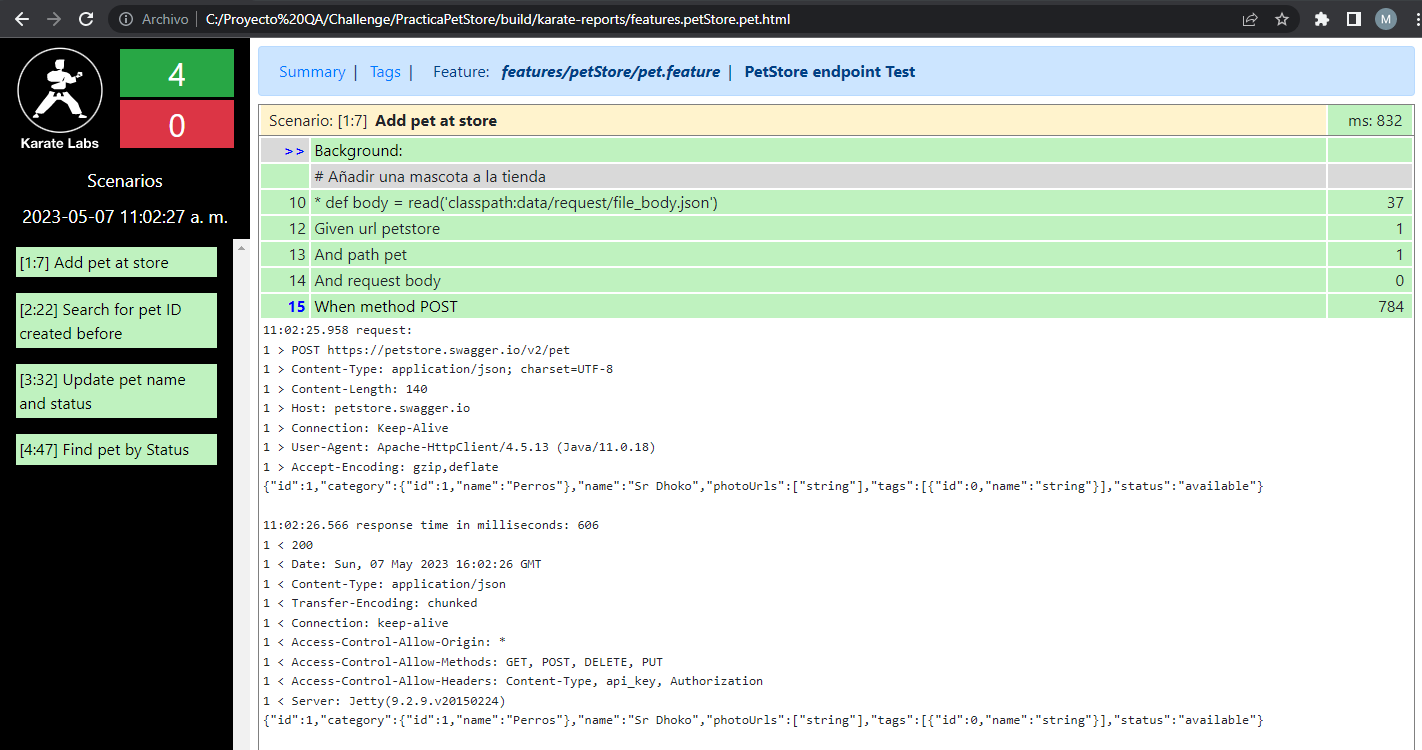 Archivo | C:/Proyecto%20QA/Challenge/PracticaPetStore/build/karate-reports/features.petStore.pet.html
M
Karate Labs
4
0
Scenarios
2023-05-07 11:02:27 a. m.
[1:7] Add pet at store
[2:22] Search for pet ID
created before
[3:32] Update pet name
and status
[4:47] Find pet by Status
Summary | Tags | Feature: features/petStore/pet.feature | PetStore endpoint Test
Scenario: [1:7] Add pet at store ms: 832
>> Background:
# Añadir una mascota a la tienda
10 * def body = read('classpath:data/request/file_body.json') 37
12 Given url petstore 1
13 And path pet 1
14 And request body 0
15 When method POST 784
11:02:25.958 request:
1 > POST https://petstore.swagger.io/v2/pet
1 > Content-Type: application/json; charset=UTF-8
1 > Content-Length: 140
1 > Host: petstore.swagger.io
1 > Connection: Keep-Alive
1 > User-Agent: Apache-HttpClient/4.5.13 (Java/11.0.18)
1 > Accept-Encoding: gzip,deflate
{"id":1,"category":{"id":1,"name":"Perros"},"name":"Sr Dhoko","photoUrls":["string"],"tags":[{"id":0,"name":"string"}],"status":"available"}
11:02:26.566 response time in milliseconds: 606
1 < 200
1 < Date: Sun, 07 May 2023 16:02:26 GMT
1 < Content-Type: application/json
1 < Transfer-Encoding: chunked
1 < Connection: keep-alive
1 < Access-Control-Allow-Origin: *
1 < Access-Control-Allow-Methods: GET, POST, DELETE, PUT
1 < Access-Control-Allow-Headers: Content-Type, api_key, Authorization
1 < Server: Jetty(9.2.9.v20150224)
{"id":1,"category":{"id":1,"name":"Perros"},"name":"Sr Dhoko","photoUrls":["string"],"tags":[{"id":0,"name":"string"}],"status":"available"}